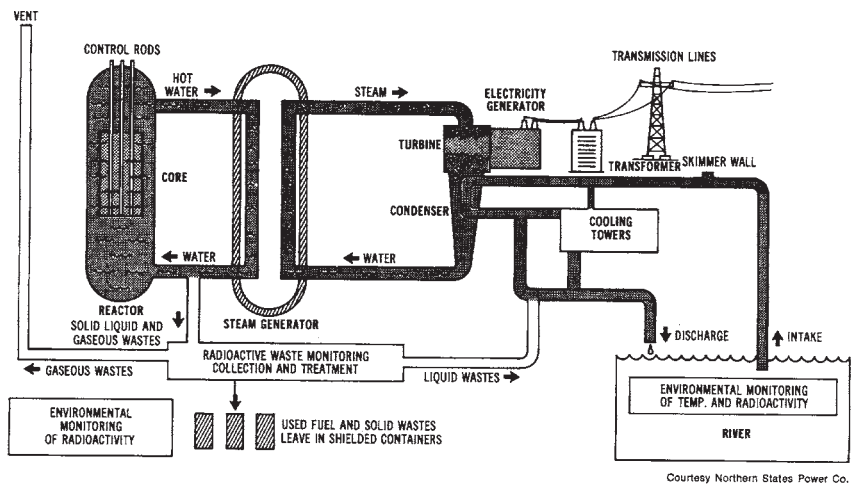 VENT
CONTROL RODS
HOT
WATER
STEAM
ELECTRICITY
GENERATOR
TRANSMISSION LINES
TURBINE
TRANSFORMER
SKIMMER WALL
CORE
CONDENSER
COOLING
TOWERS
WATER
WATER
REACTOR
STEAM GENERATOR
SOLID LIQUID AND
GASEOUS WASTES
DISCHARGE
INTAKE
RADIOACTIVE WASTE MONITORING
COLLECTION AND TREATMENT
GASEOUS WASTES
LIQUID WASTES
ENVIRONMENTAL MONITORING
OF TEMP. AND RADIOACTIVITY
RIVER
ENVIRONMENTAL
MONITORING
OF RADIOACTIVITY
USED FUEL AND SOLID WASTES
LEAVE IN SHIELDED CONTAINERS
Courtesy Northern States Power Co.